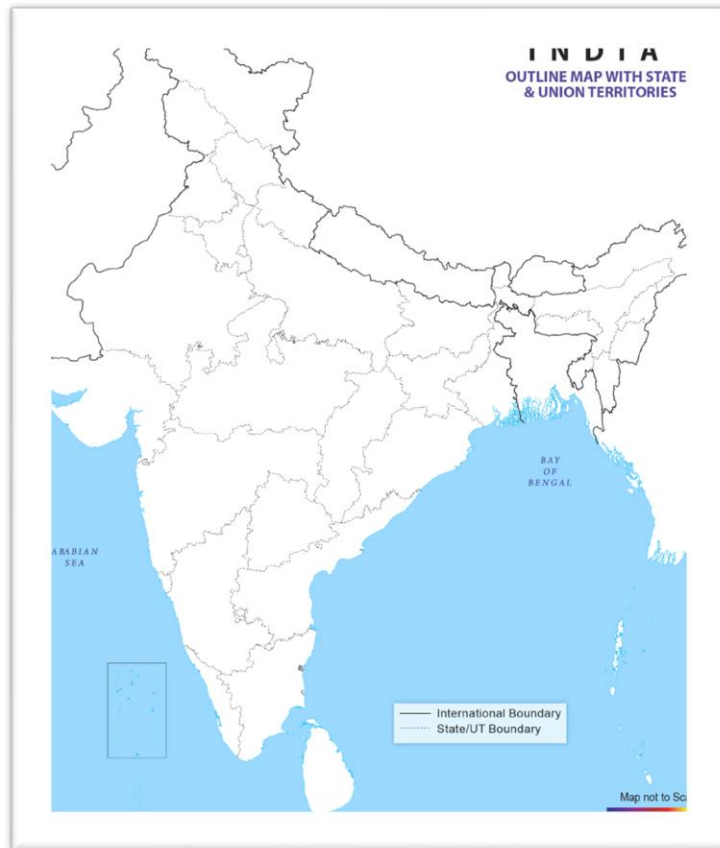 INDIA
OUTLINE MAP WITH STATE
& UNION TERRITORIES
BAY
OF
BENGAL
ARABIAN
SEA
International Boundary
State/UT Boundary
Map not to Sca